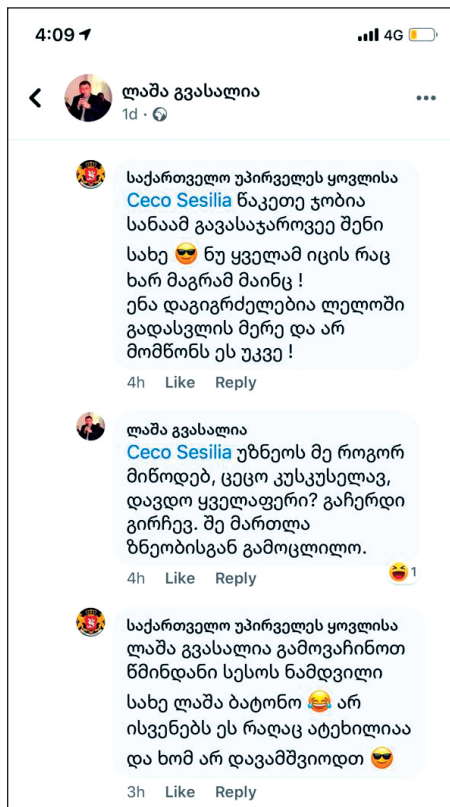 4:09
4G
ლაშა გვასალია
1d
საქართველო უპირველეს ყოვლისა
Ceco Sesilia წაკეთე ჯობია
სანაამ გავასაჯაროვეე შენი
სახე 😎 ნუ ყველამ იცის რაც
ხარ მაგრამ მაინც !
ენა დაგიგრძელებია ლელოში
გადასვლის მერე და არ
მომწონს ეს უკვე !
4h Like Reply
ლაშა გვასალია
Ceco Sesilia უზნეოს მე როგორ
მიწოდებ, ცეცო კუსკუსელავ,
დავდო ყველაფერი? გაჩერდი
გირჩევ. შე მართლა
ზნეობისგან გამოცლილო.
4h Like Reply
😆 1
საქართველო უპირველეს ყოვლისა
ლაშა გვასალია გამოვაჩინოთ
წმინდანი სესოს ნამდვილი
სახე ლაშა ბატონო 😂 არ
ისვენებს ეს რაღაც ატეხილიაა
და ხომ არ დავამშვიოდთ 😎
3h Like Reply